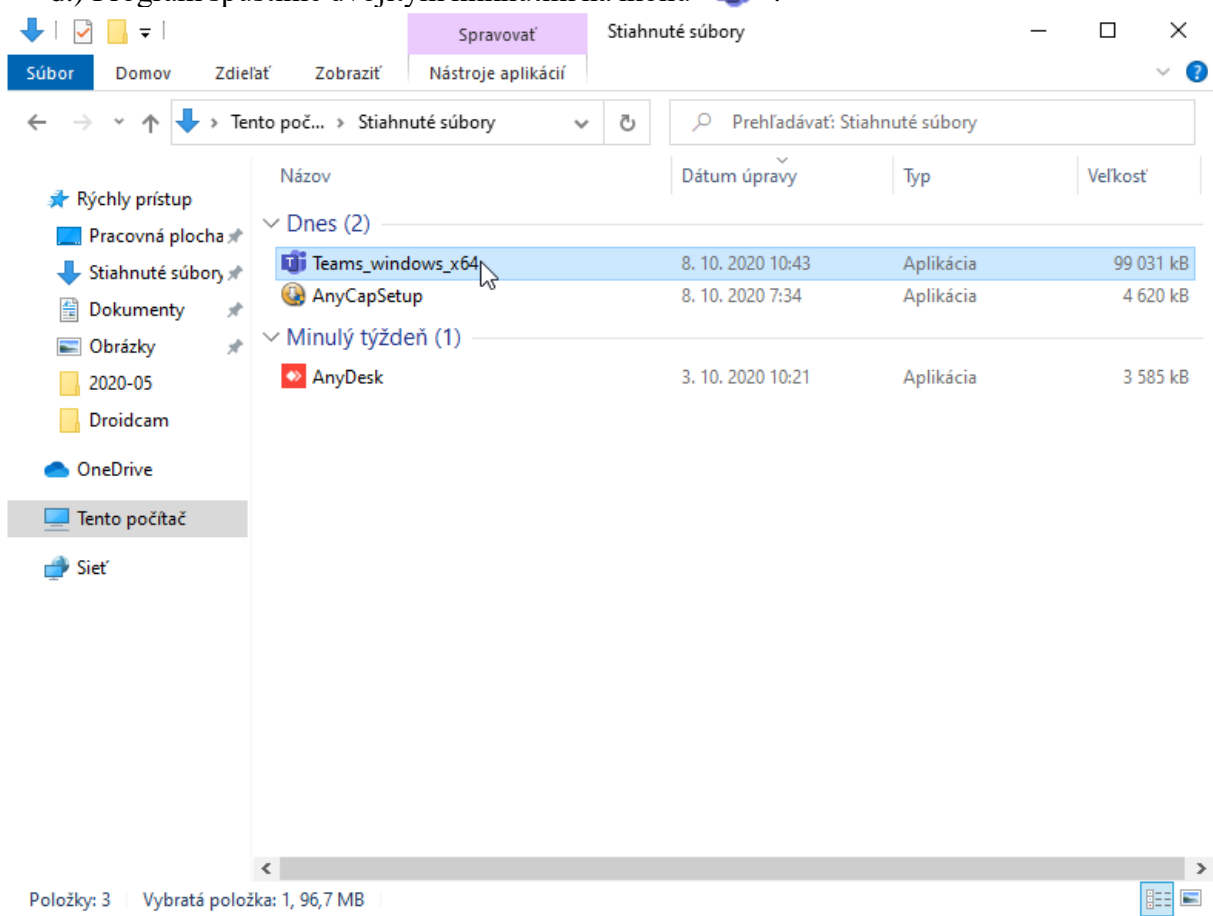 Spravovať Stiahnuté súbory
Súbor Domov Zdieľať Zobraziť Nástroje aplikácií
Tento poč... Stiahnuté súbory Prehľadávať: Stiahnuté súbory
Názov Dátum úpravy Typ Veľkosť
Rýchly prístup
Pracovná plocha
Stiahnuté súbory
Dokumenty
Obrázky
2020-05
Droidcam
OneDrive
Tento počítač
Sieť
Dnes (2)
Teams_windows_x64 8. 10. 2020 10:43 Aplikácia 99 031 kB
AnyCapSetup 8. 10. 2020 7:34 Aplikácia 4 620 kB
Minulý týždeň (1)
AnyDesk 3. 10. 2020 10:21 Aplikácia 3 585 kB
Položky: 3 Vybratá položka: 1, 96,7 MB